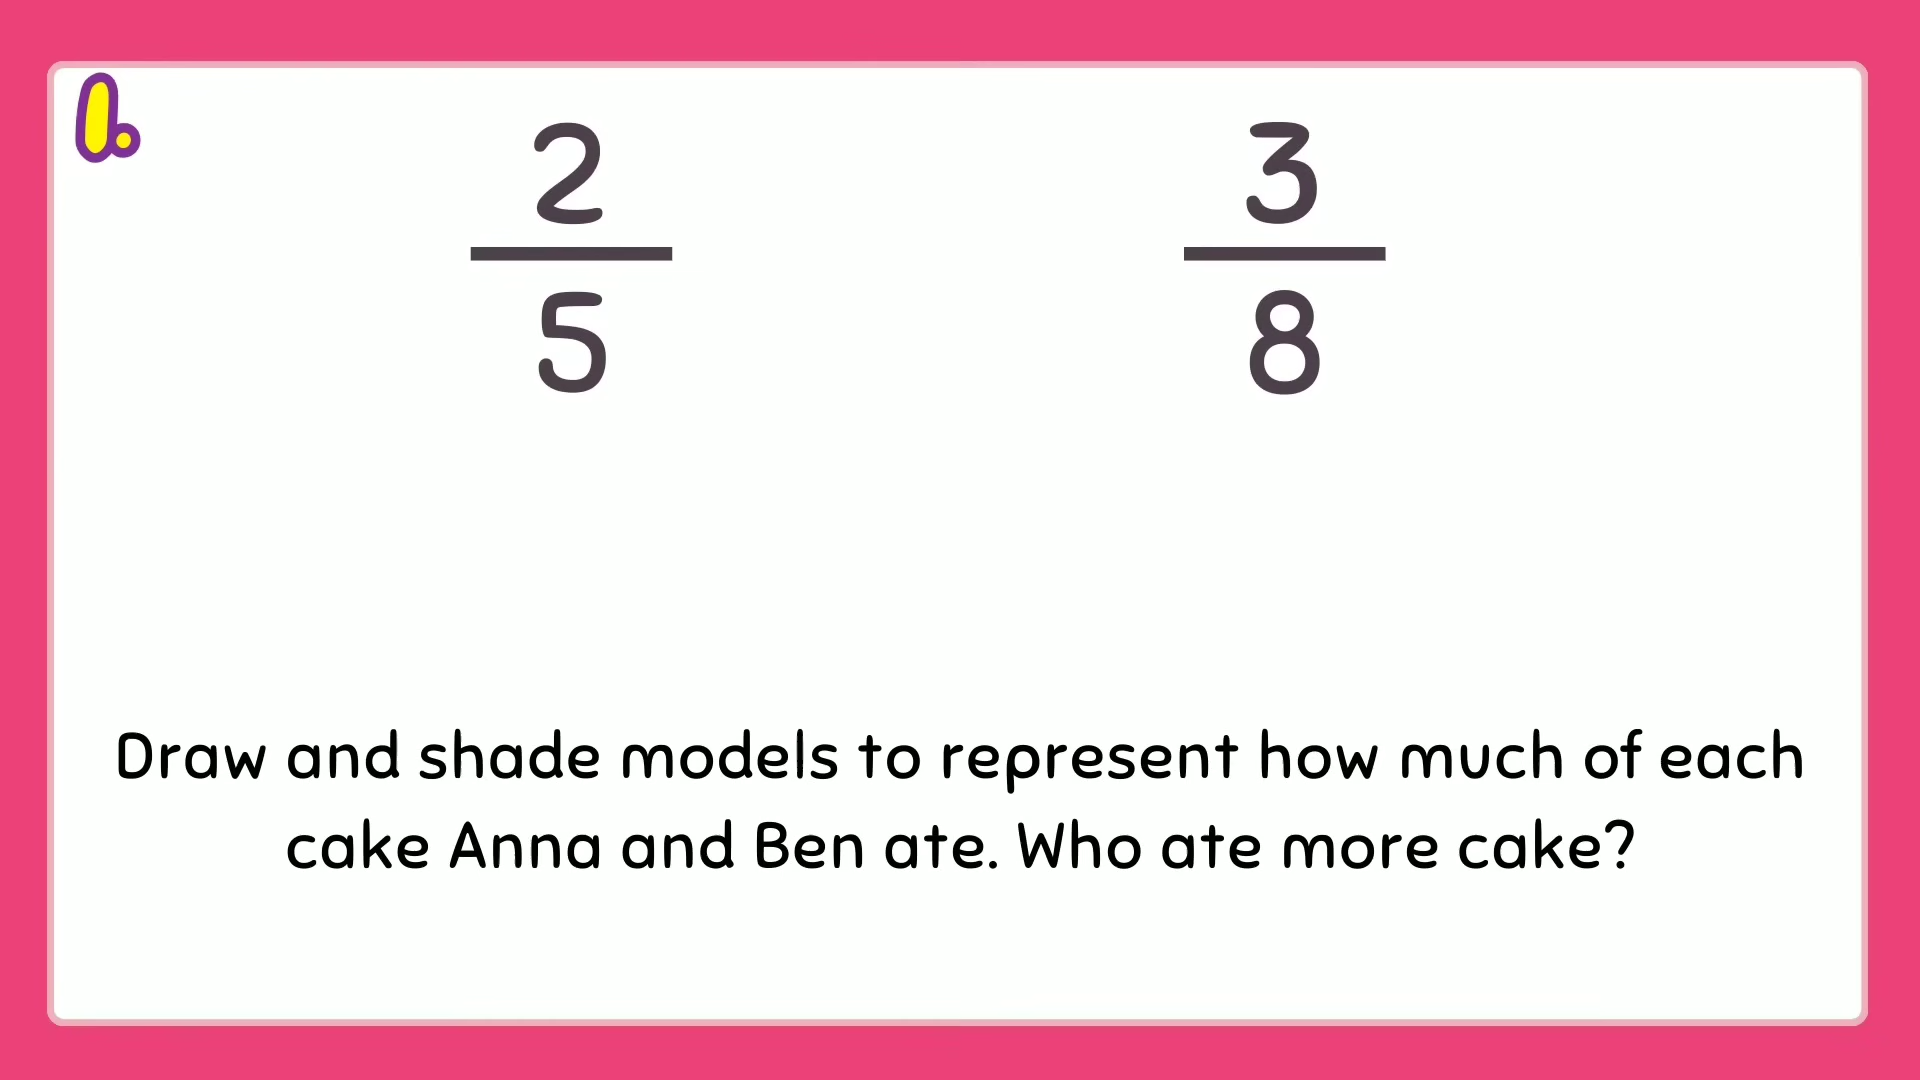 1.
2 3
5 8
Draw and shade models to represent how much of each
cake Anna and Ben ate. Who ate more cake?